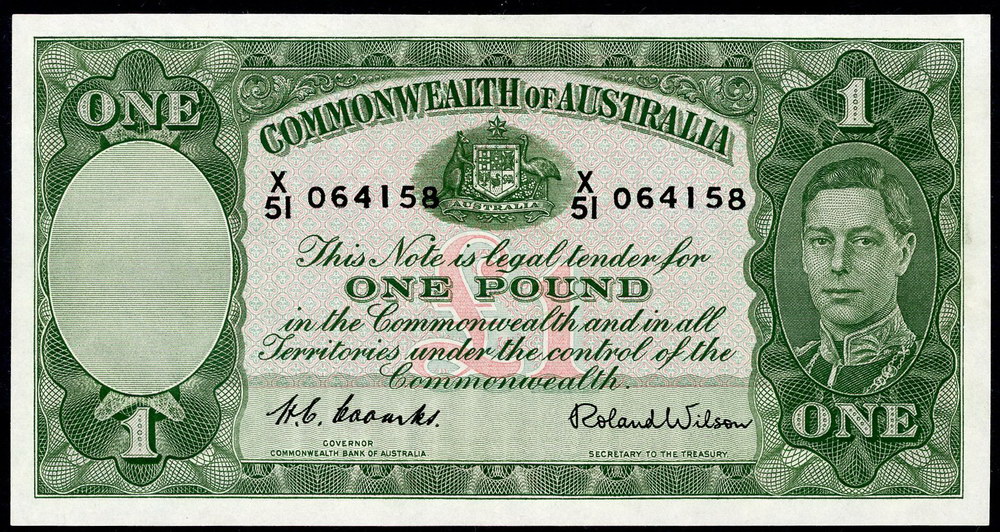 ONE
1
COMMONWEALTH OF AUSTRALIA
AUSTRALIA
X/51 064158 X/51 064158
£1
This Note is legal tender for
ONE POUND
in the Commonwealth and in all
Territories under the control of the
Commonwealth.
H.C. Coombs. Roland Wilson
GOVERNOR
COMMONWEALTH BANK OF AUSTRALIA SECRETARY TO THE TREASURY
1 ONE